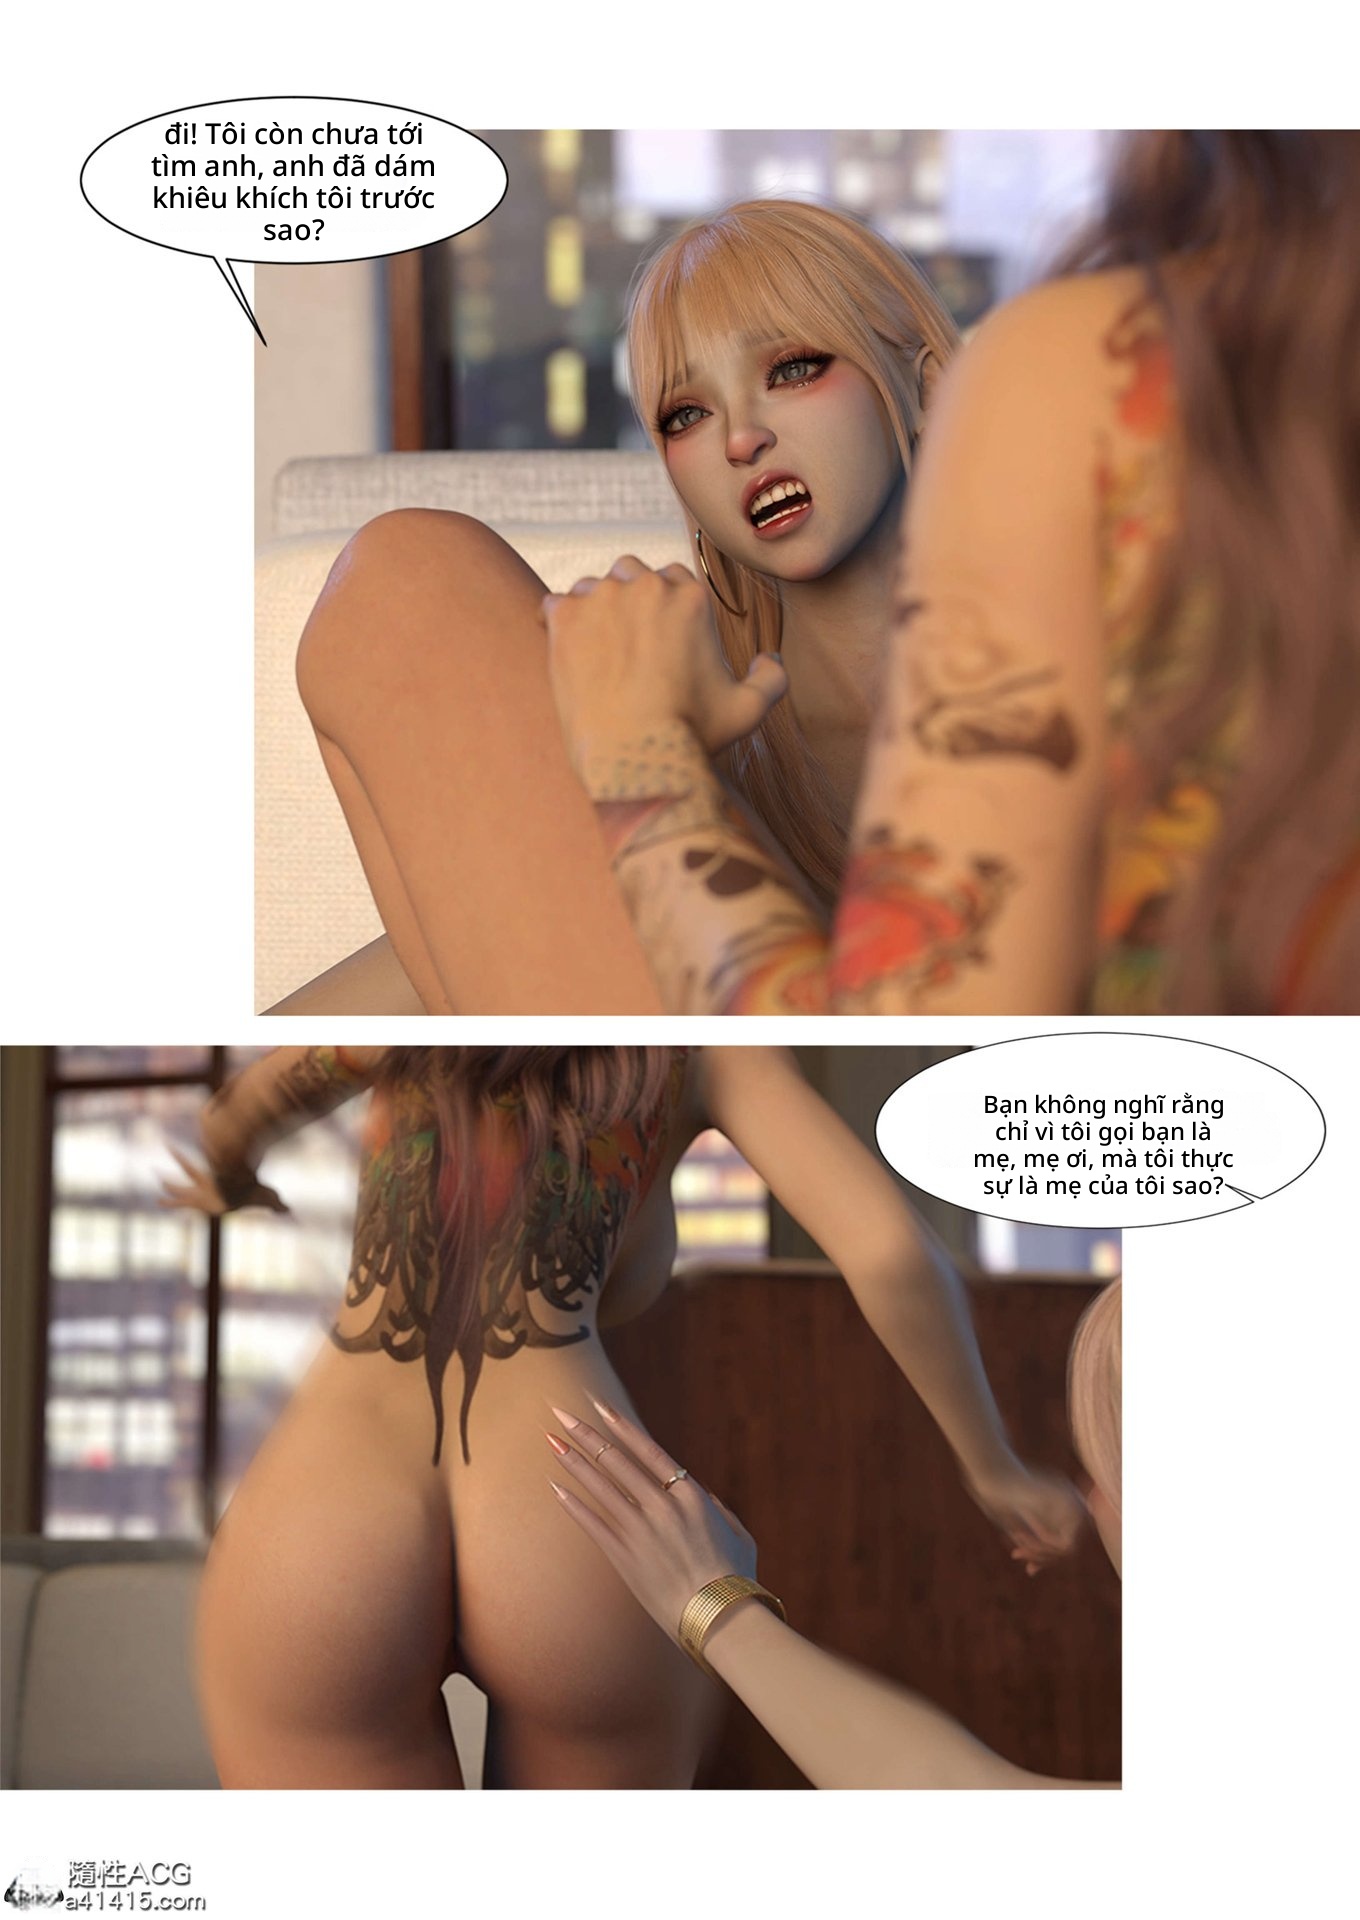 đi! Tôi còn chưa tới
tìm anh, anh đã dám
khiêu khích tôi trước
sao?
Bạn không nghĩ rằng
chỉ vì tôi gọi bạn là
mẹ, mẹ ơi, mà tôi thực
sự là mẹ của tôi sao?
隨性ACG
a41415.com